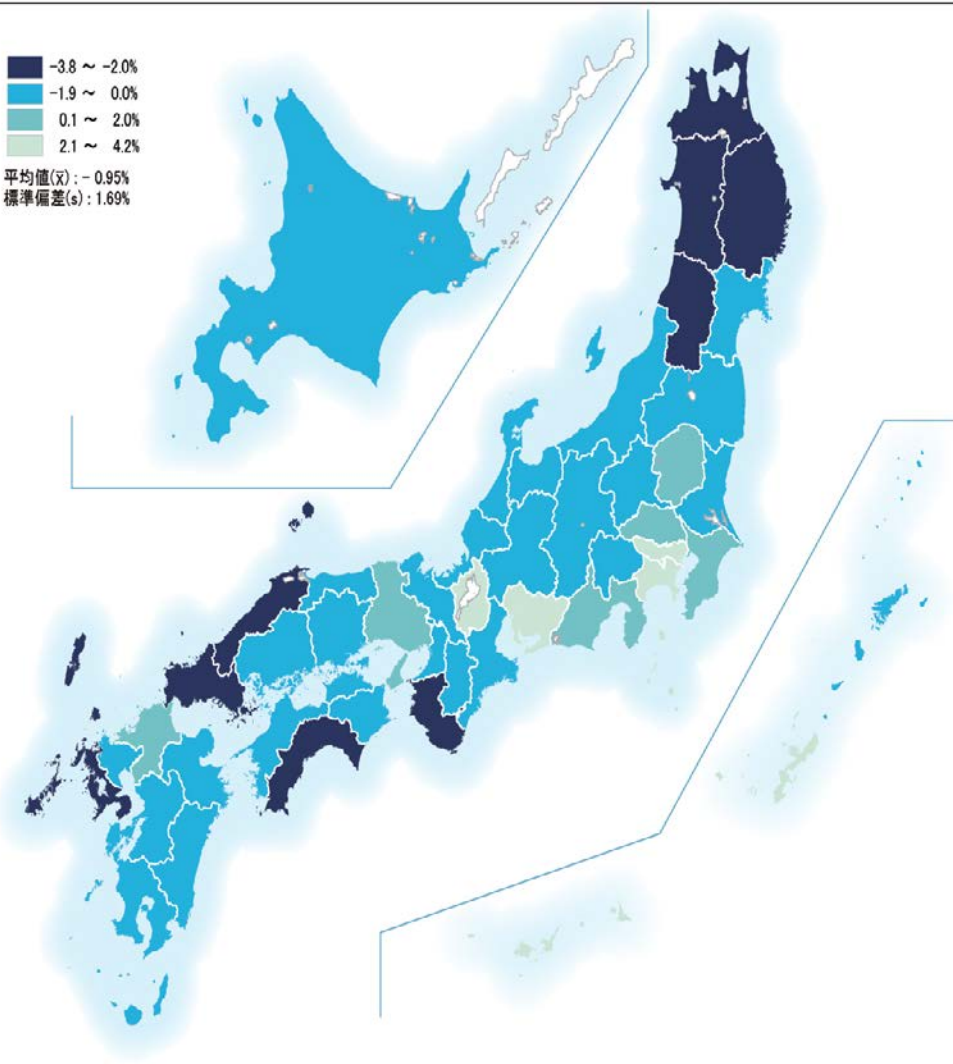 -3.8 ~ -2.0%
-1.9 ~ 0.0%
0.1 ~ 2.0%
2.1 ~ 4.2%
平均値(x̄) : - 0.95%
標準偏差(s) : 1.69%